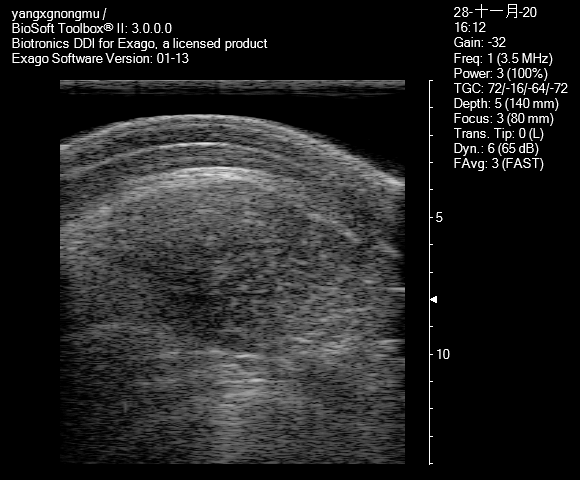 yangxgnongmu /
BioSoft Toolbox® II: 3.0.0.0
Biotronics DDI for Exago, a licensed product
Exago Software Version: 01-13
28-十一月-20
16:12
Gain: -32
Freq: 1 (3.5 MHz)
Power: 3 (100%)
TGC: 72/-16/-64/-72
Depth: 5 (140 mm)
Focus: 3 (80 mm)
Trans. Tip: 0 (L)
Dyn.: 6 (65 dB)
FAvg: 3 (FAST)
5
10